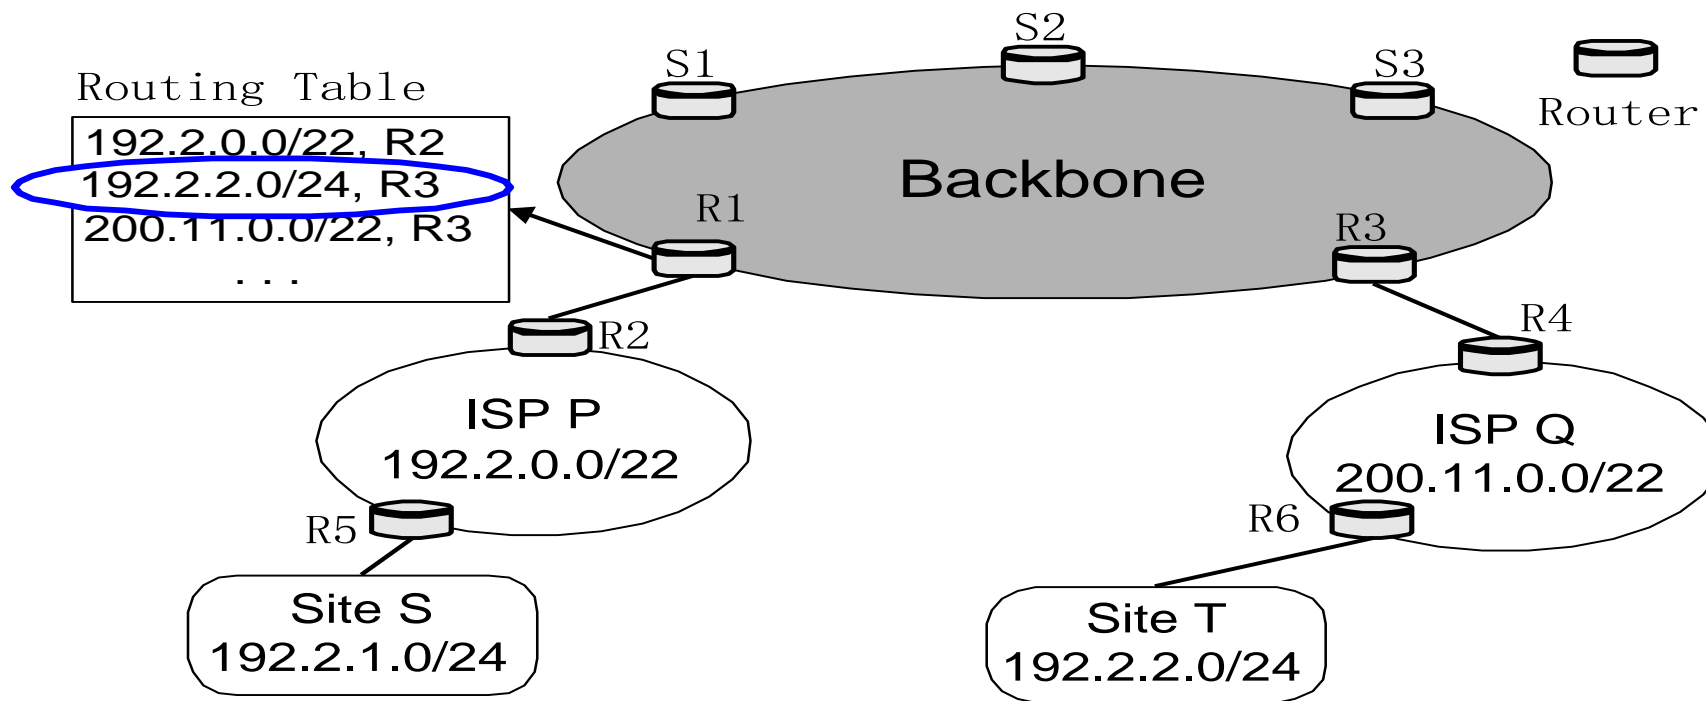 S2
S1
S3
Routing Table
Router
192.2.0.0/22, R2
192.2.2.0/24, R3
200.11.0.0/22, R3
...
Backbone
R1
R3
R2
R4
ISP P
192.2.0.0/22
ISP Q
200.11.0.0/22
R5
R6
Site S
192.2.1.0/24
Site T
192.2.2.0/24